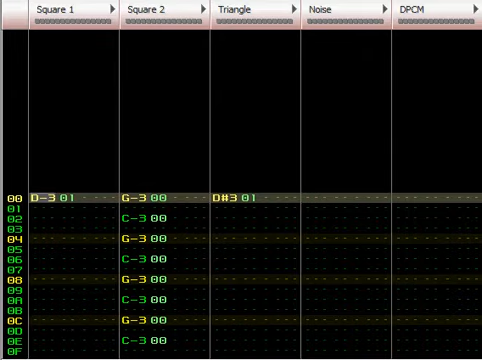 Square 1 Square 2 Triangle Noise DPCM
00 D-3 01 G-3 00 D#3 01
01
02 C-3 00
03
04 G-3 00
05
06 C-3 00
07
08 G-3 00
09
0A C-3 00
0B
0C G-3 00
0D
0E C-3 00
0F